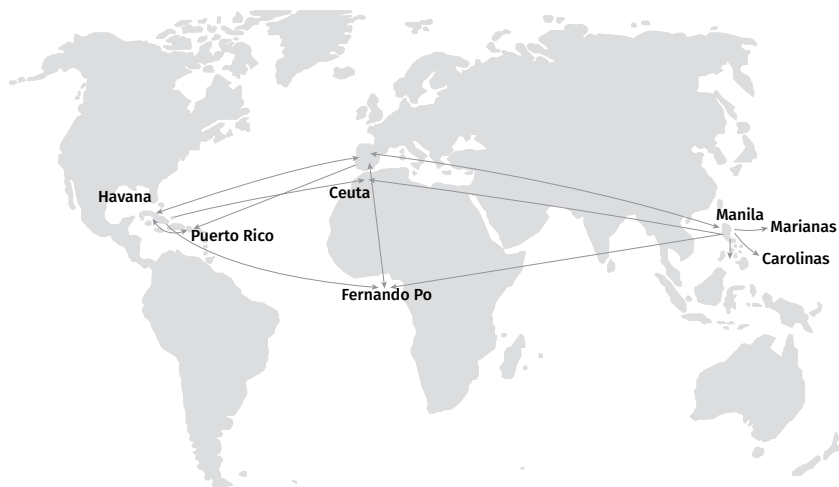 Havana
Ceuta
Puerto Rico
Manila
Marianas
Carolinas
Fernando Po